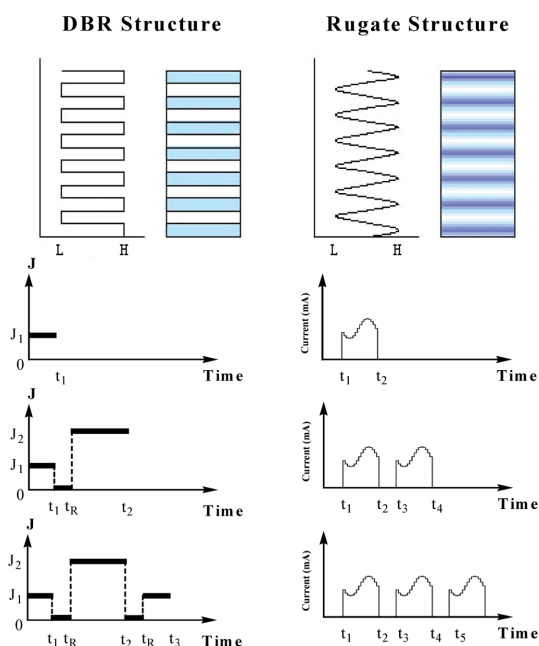 DBR Structure
Rugate Structure
L H
L H
J
J1
0
t1 Time
Current (mA)
t1 t2
Time
J
J2
J1
0
t1 tR t2 Time
Current (mA)
t1 t2 t3 t4
Time
J
J2
J1
0
t1 tR t2 tR t3 Time
Current (mA)
t1 t2 t3 t4 t5
Time